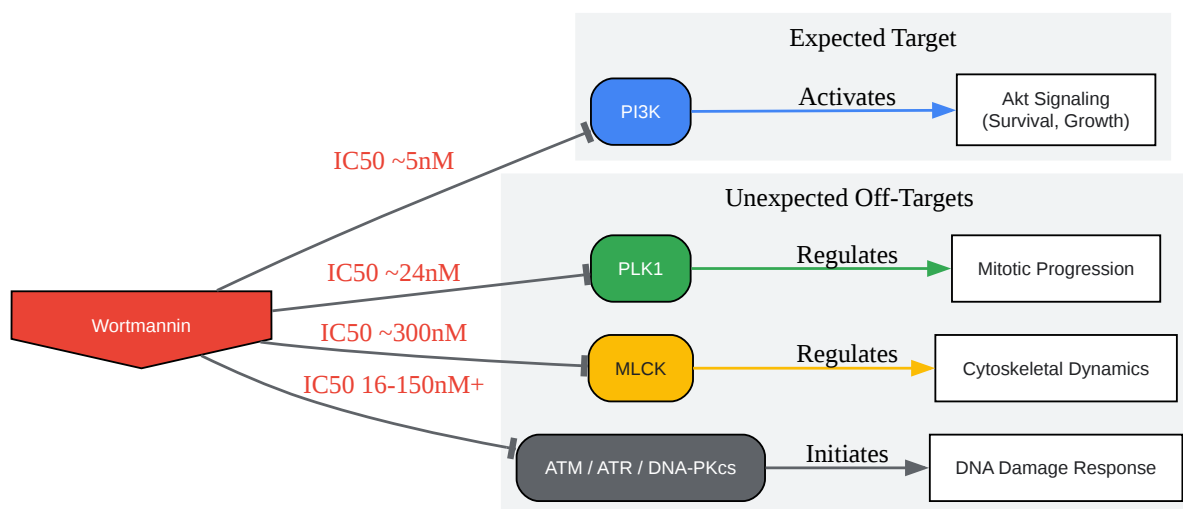 Expected Target
PI3K
Activates
Akt Signaling
(Survival, Growth)
IC50 ~5nM
Unexpected Off-Targets
IC50 ~24nM
PLK1
Regulates
Mitotic Progression
Wortmannin
IC50 ~300nM
MLCK
Regulates
Cytoskeletal Dynamics
IC50 16-150nM+
ATM / ATR / DNA-PKcs
Initiates
DNA Damage Response